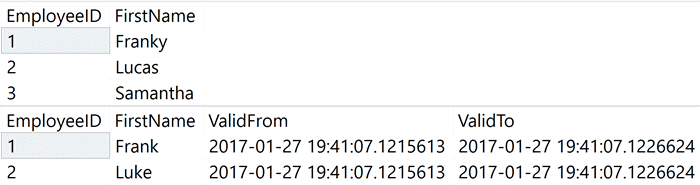 EmployeeID FirstName
1 Franky
2 Lucas
3 Samantha
EmployeeID FirstName ValidFrom ValidTo
1 Frank 2017-01-27 19:41:07.1215613 2017-01-27 19:41:07.1226624
2 Luke 2017-01-27 19:41:07.1215613 2017-01-27 19:41:07.1226624